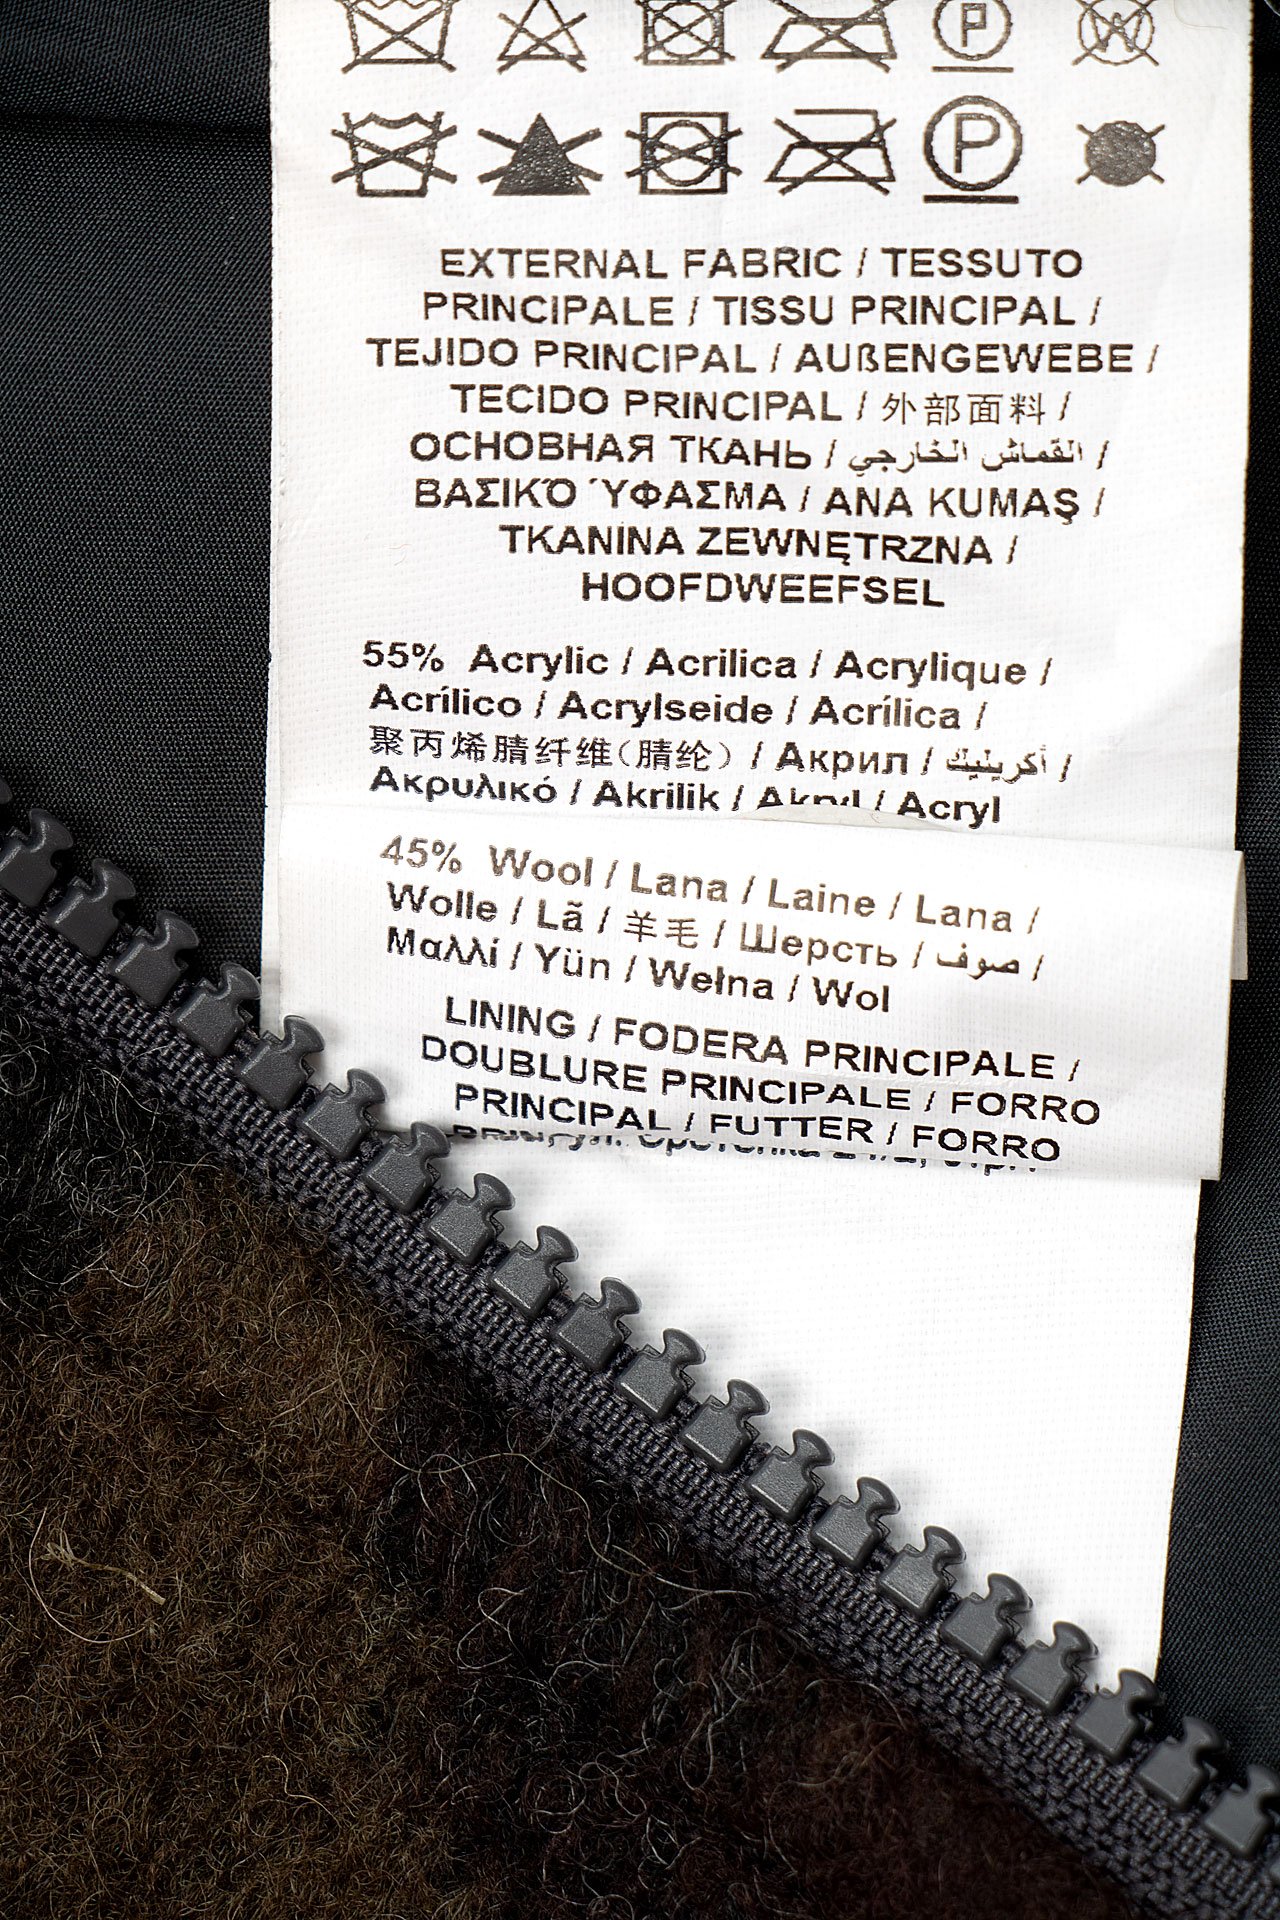 P W
P
EXTERNAL FABRIC / TESSUTO
PRINCIPALE / TISSU PRINCIPAL /
TEJIDO PRINCIPAL / AUßENGEWEBE /
TECIDO PRINCIPAL / 外部面料 /
ОСНОВНАЯ ТКАНЬ / القماش الخارجي /
ΒΑΣΙΚΌ ΎΦΑΣΜΑ / ANA KUMAŞ /
TKANINA ZEWNĘTRZNA /
HOOFDWEEFSEL
55% Acrylic / Acrilica / Acrylique /
Acrílico / Acrylseide / Acrílica /
聚丙烯腈纤维(腈纶) / Акрил / أكريليك /
Ακρυλικό / Akrilik / Akryl / Acryl
45% Wool / Lana / Laine / Lana /
Wolle / Lã / 羊毛 / Шерсть / صوف /
Μαλλί / Yün / Wełna / Wol
LINING / FODERA PRINCIPALE /
DOUBLURE PRINCIPALE / FORRO
PRINCIPAL / FUTTER / FORRO